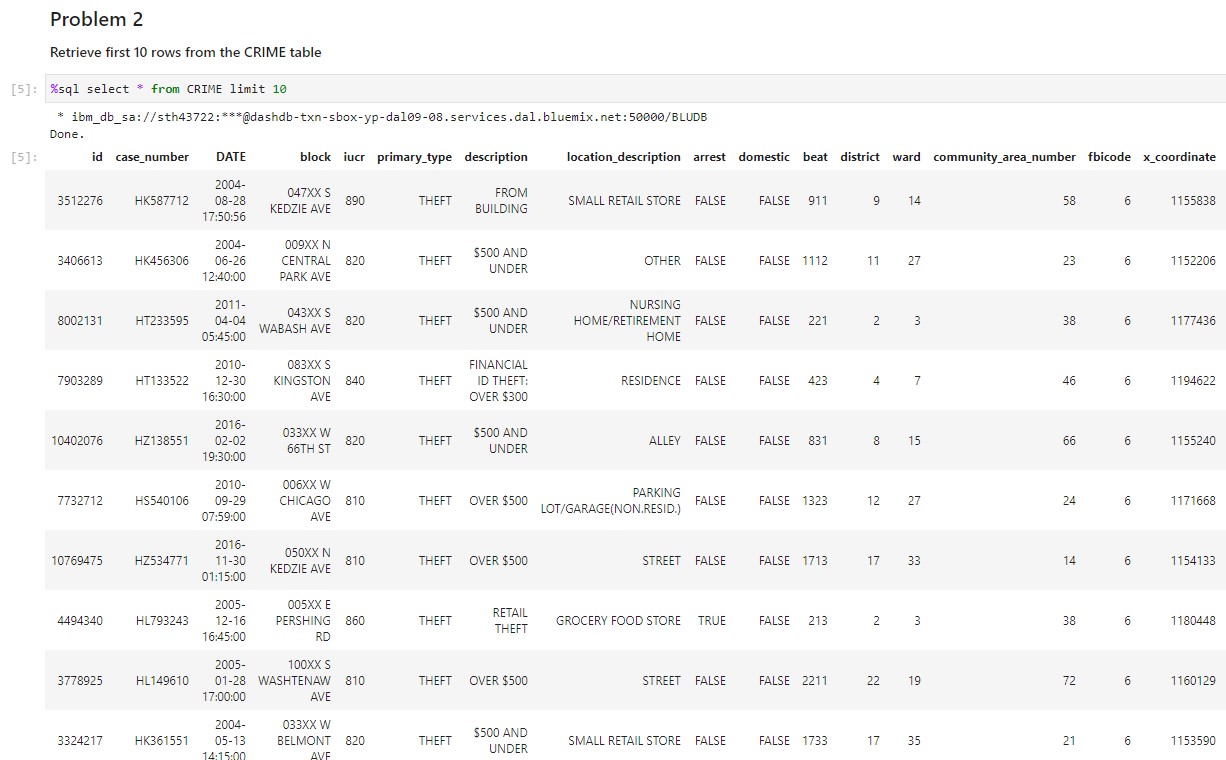 Problem 2
Retrieve first 10 rows from the CRIME table
[5]: %sql select * from CRIME limit 10
* ibm_db_sa://sth43722:***@dashdb-txn-sbox-yp-dal09-08.services.dal.bluemix.net:50000/BLUDB
Done.
[5]: id case_number DATE block iucr primary_type description location_description arrest domestic beat district ward community_area_number fbicode x_coordinate
2004-
08-28
17:50:56
047XX S
KEDZIE AVE
FROM
BUILDING
3512276 HK587712 890 THEFT SMALL RETAIL STORE FALSE FALSE 911 9 14 58 6 1155838
2004-
06-26
12:40:00
009XX N
CENTRAL
PARK AVE
$500 AND
UNDER
3406613 HK456306 820 THEFT OTHER FALSE FALSE 1112 11 27 23 6 1152206
2011-
04-04
05:45:00
043XX S
WABASH AVE
$500 AND
UNDER
NURSING
HOME/RETIREMENT
HOME
8002131 HT233595 820 THEFT FALSE FALSE 221 2 3 38 6 1177436
2010-
12-30
16:30:00
083XX S
KINGSTON
AVE
FINANCIAL
ID THEFT:
OVER $300
7903289 HT133522 840 THEFT RESIDENCE FALSE FALSE 423 4 7 46 6 1194622
2016-
02-02
19:30:00
033XX W
66TH ST
$500 AND
UNDER
10402076 HZ138551 820 THEFT ALLEY FALSE FALSE 831 8 15 66 6 1155240
2010-
09-29
07:59:00
006XX W
CHICAGO
AVE
PARKING
LOT/GARAGE(NON.RESID.)
7732712 HS540106 810 THEFT OVER $500 FALSE FALSE 1323 12 27 24 6 1171668
2016-
11-30
01:15:00
050XX N
KEDZIE AVE
10769475 HZ534771 810 THEFT OVER $500 STREET FALSE FALSE 1713 17 33 14 6 1154133
2005-
12-16
16:45:00
005XX E
PERSHING
RD
RETAIL
THEFT
4494340 HL793243 860 THEFT GROCERY FOOD STORE TRUE FALSE 213 2 3 38 6 1180448
2005-
01-28
17:00:00
100XX S
WASHTENAW
AVE
3778925 HL149610 810 THEFT OVER $500 STREET FALSE FALSE 2211 22 19 72 6 1160129
2004-
05-13
14:15:00
033XX W
BELMONT
AVE
$500 AND
UNDER
3324217 HK361551 820 THEFT SMALL RETAIL STORE FALSE FALSE 1733 17 35 21 6 1153590